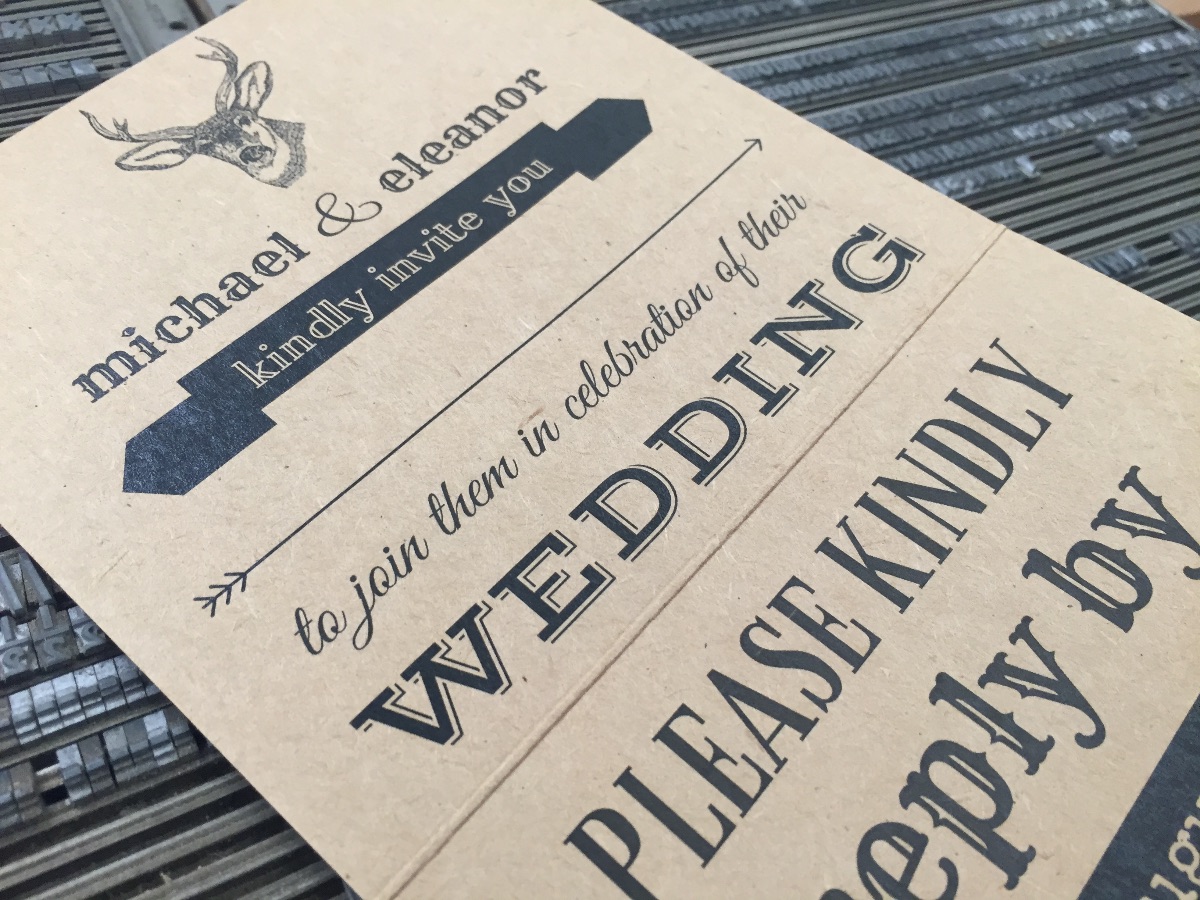 michael & eleanor
kindly invite you
to join them in celebration of their
WEDDING
PLEASE KINDLY
reply by